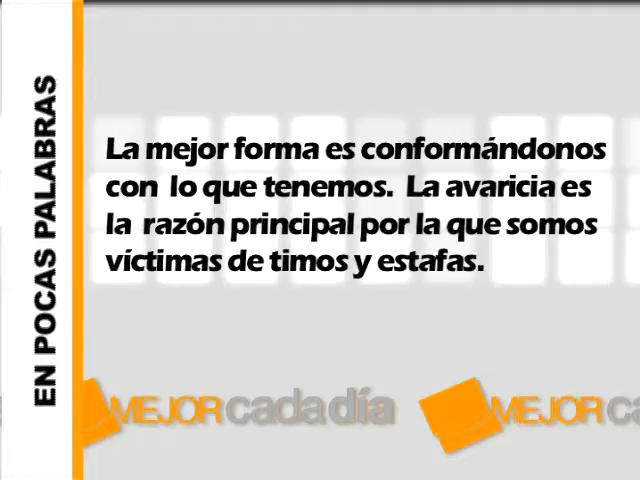 EN POCAS PALABRAS
La mejor forma es conformándonos
con lo que tenemos. La avaricia es
la razón principal por la que somos
víctimas de timos y estafas.
MEJORcadadía MEJORca